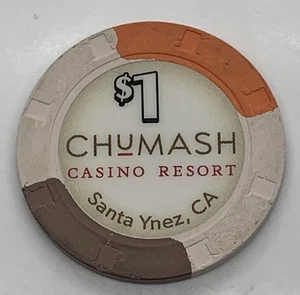 $1
CHUMASH
CASINO RESORT
Santa Ynez, CA